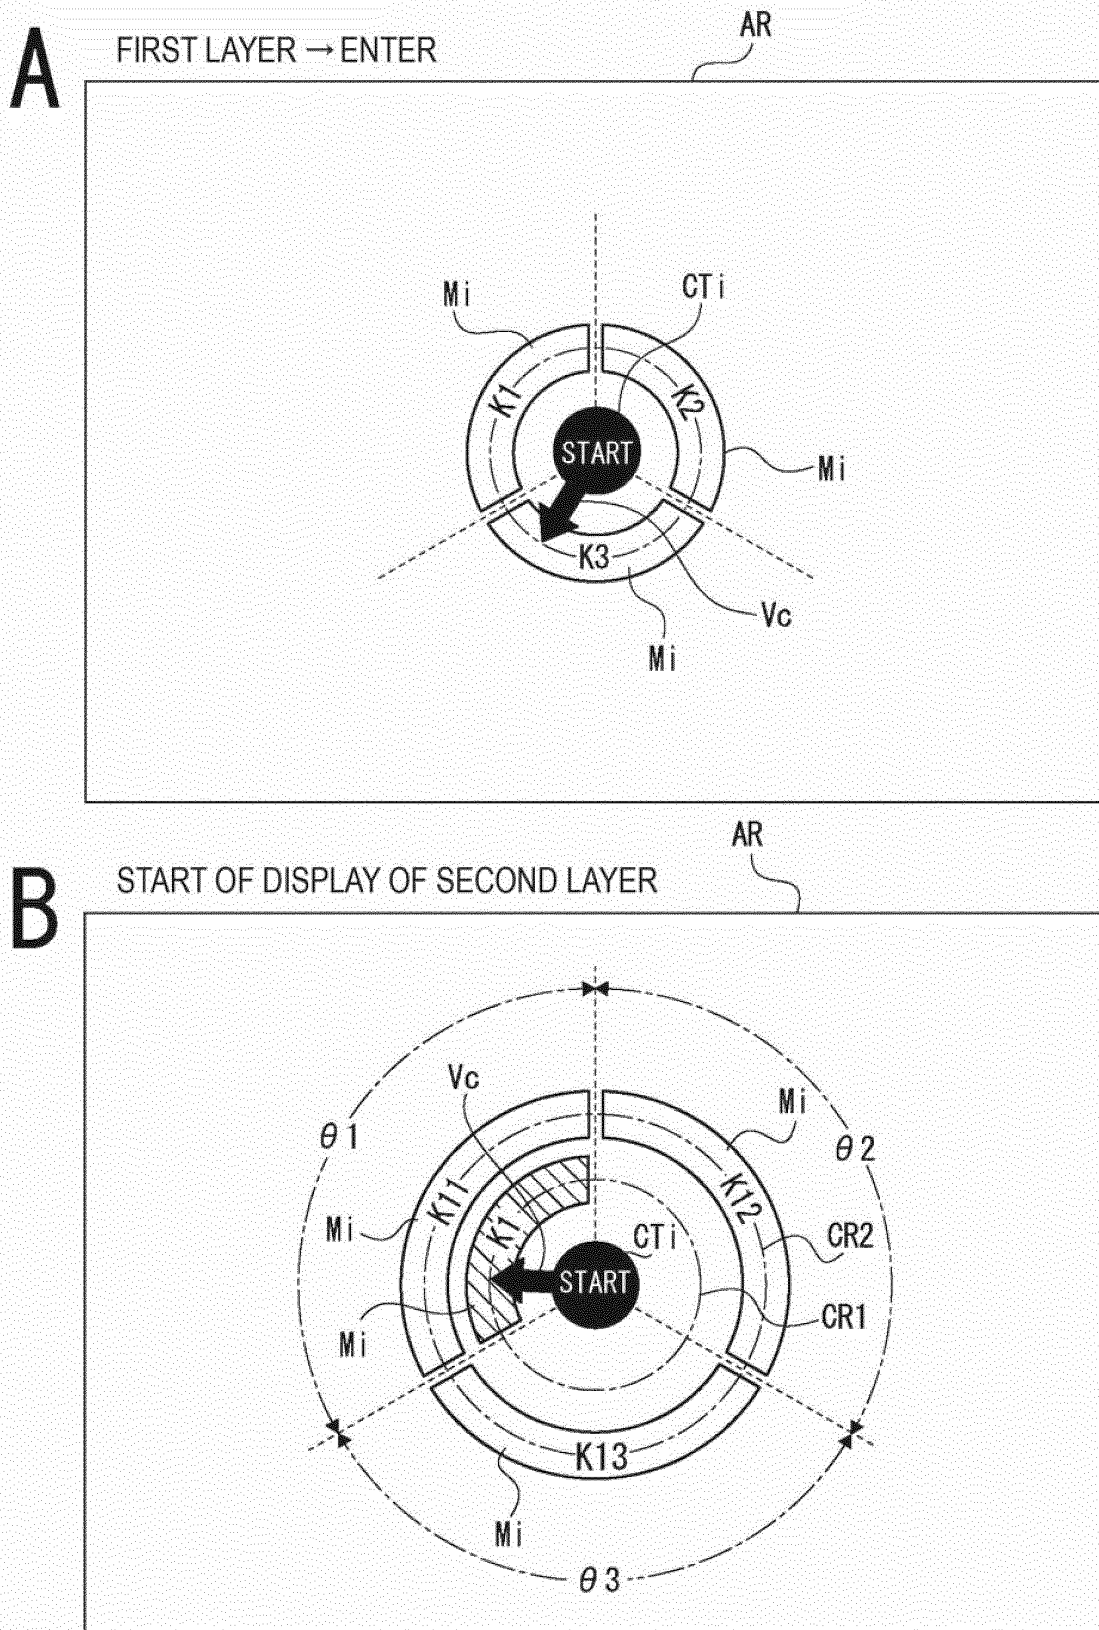 A
FIRST LAYER → ENTER
AR
Mi
CTi
K1
K2
START
Mi
K3
Vc
Mi
AR
B
START OF DISPLAY OF SECOND LAYER
Vc
Mi
θ1
θ2
K11
K12
Mi
K1
CTi
CR2
START
CR1
Mi
K13
Mi
θ3